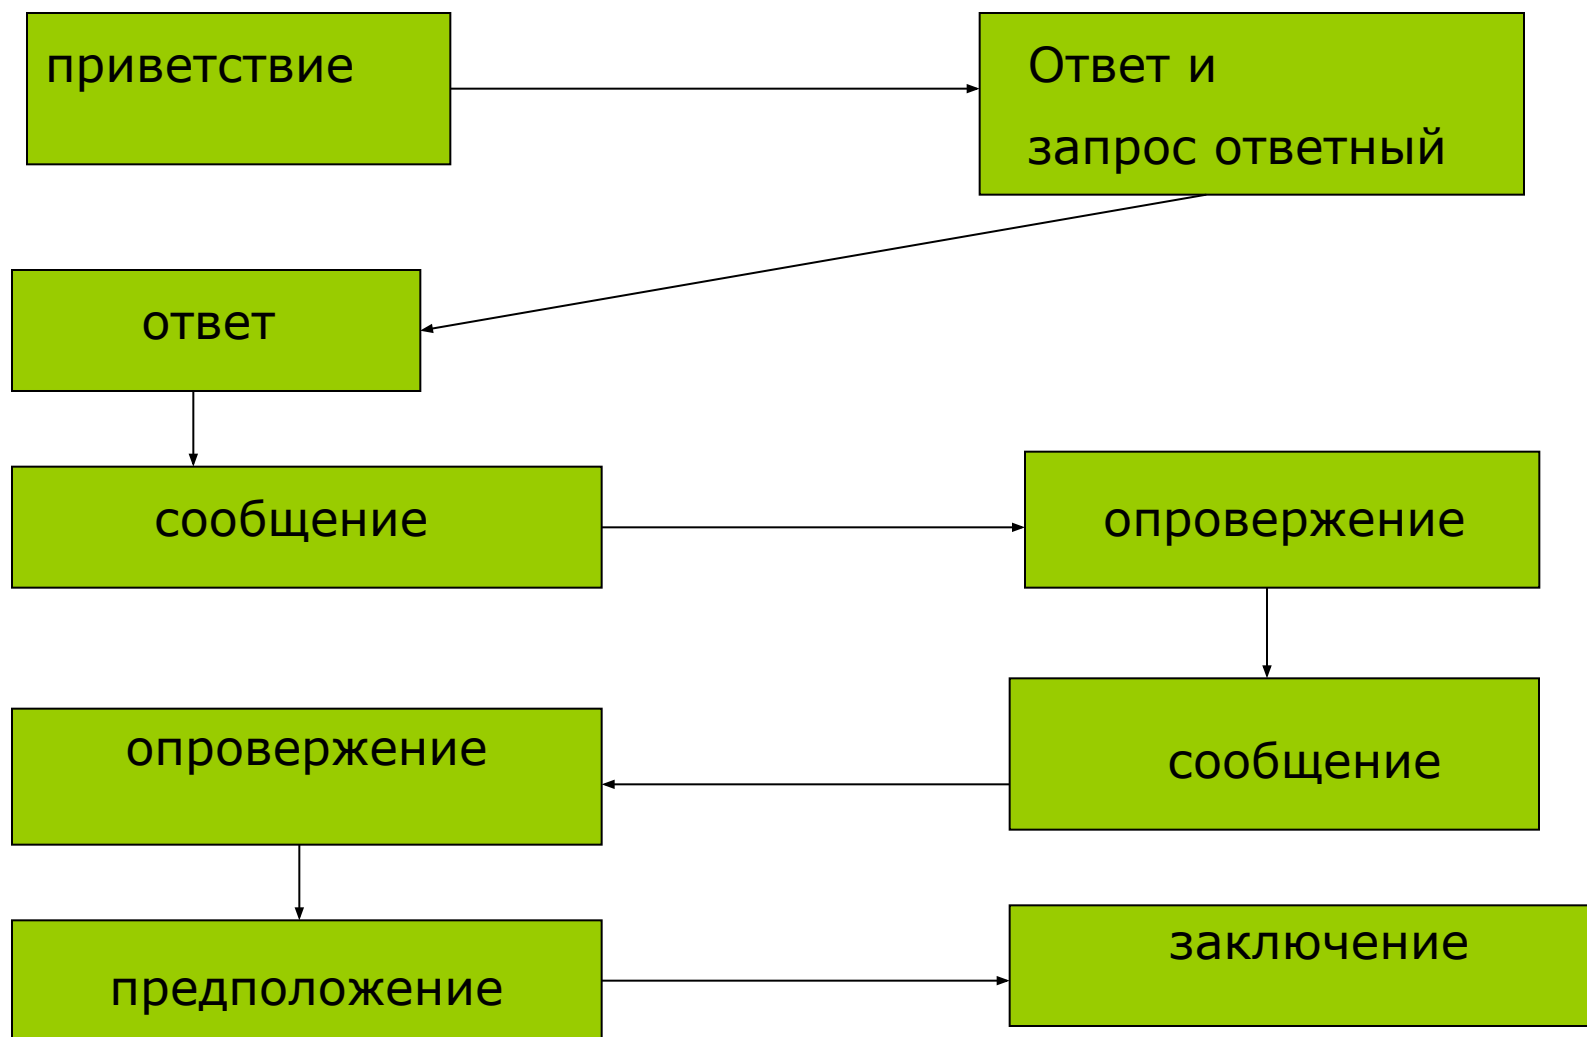 приветствие
Ответ и
запрос ответный
ответ
сообщение
опровержение
опровержение
сообщение
предположение
заключение